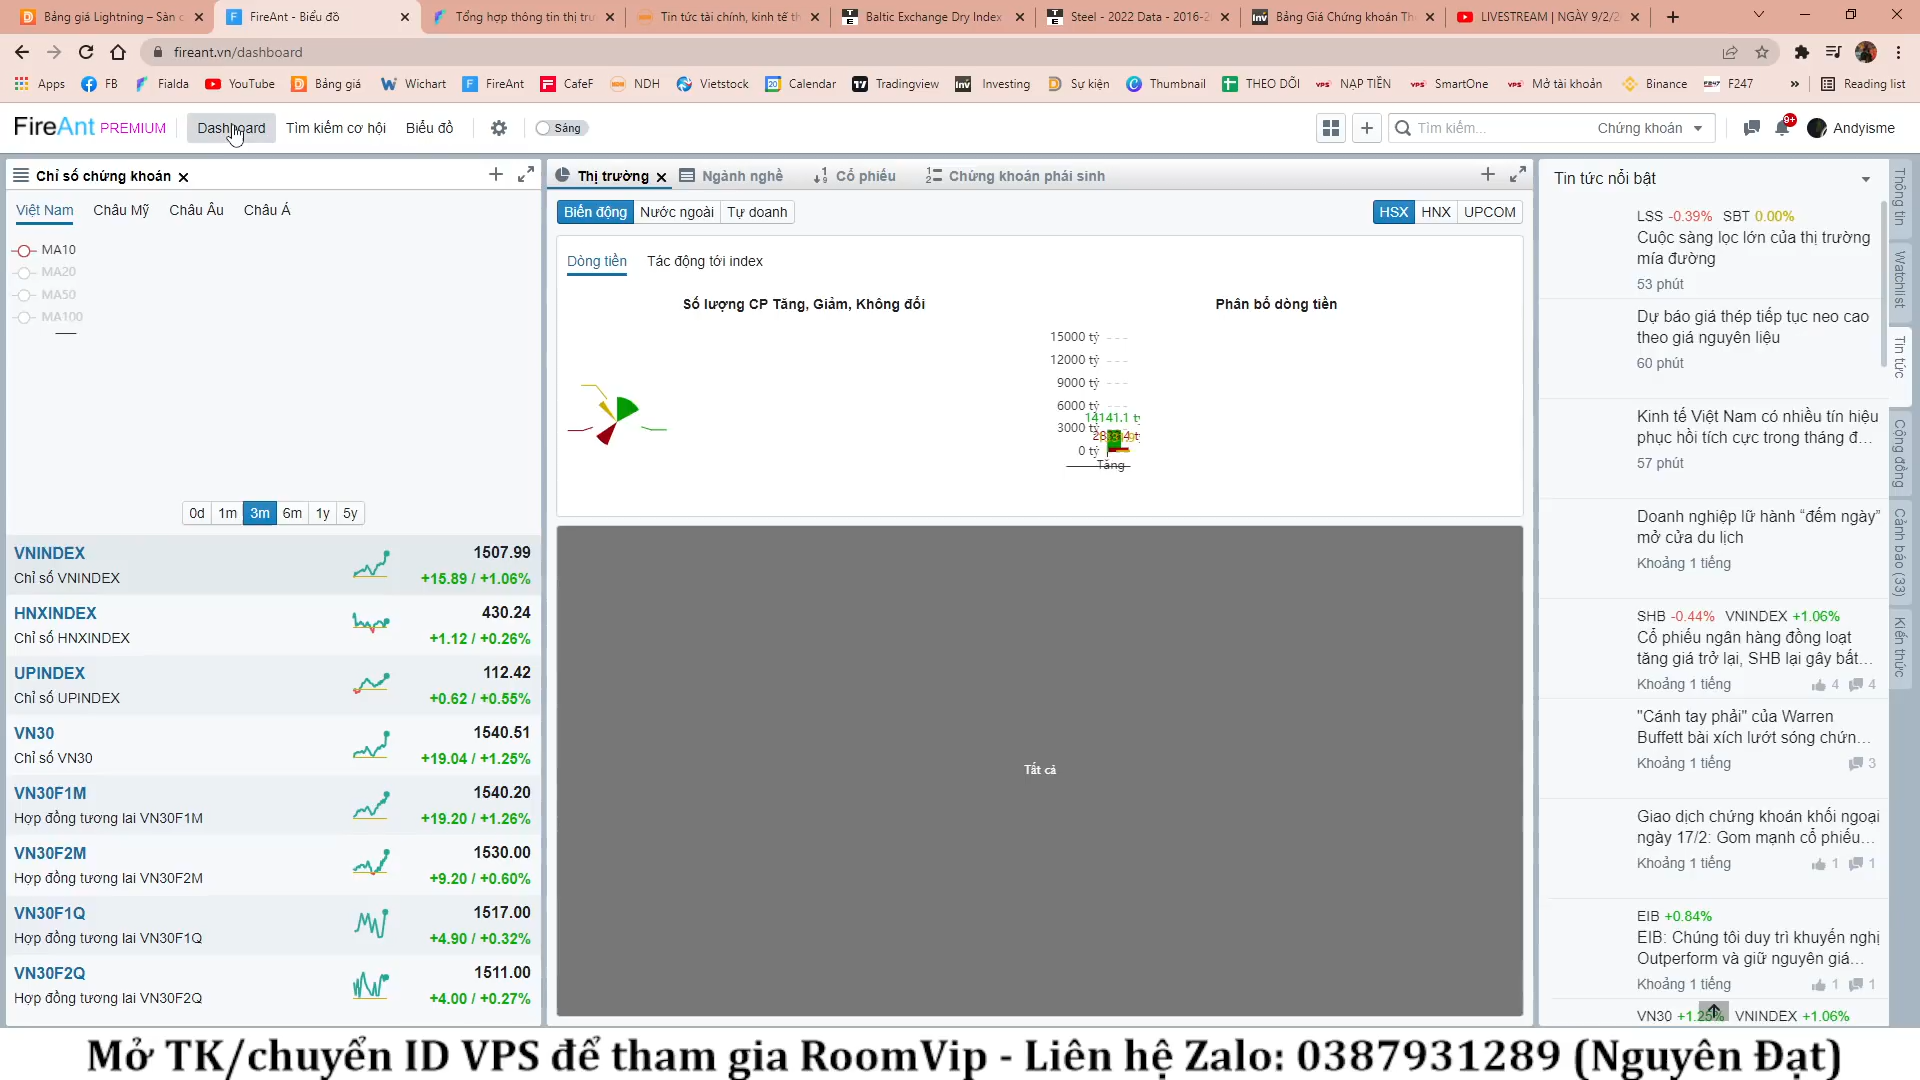 Bảng giá Lightning – Sàn c
FireAnt - Biểu đồ
Tổng hợp thông tin thị trư
Tin tức tài chính, kinh tế th
Baltic Exchange Dry Index
Steel - 2022 Data - 2016-2
Bảng Giá Chứng khoán Th
LIVESTREAM | NGÀY 9/2/2
fireant.vn/dashboard
Apps
FB
Fialda
YouTube
Bảng giá
Wichart
FireAnt
CafeF
NDH
Vietstock
Calendar
Tradingview
Investing
Sự kiện
Thumbnail
THEO DÕI
NẠP TIỀN
SmartOne
Mở tài khoản
Binance
F247
Reading list
FireAnt PREMIUM
Dashboard
Tìm kiếm cơ hội
Biểu đồ
Sáng
Tìm kiếm...
Chứng khoán
9+
Andyisme
Chỉ số chứng khoán
Việt Nam
Châu Mỹ
Châu Âu
Châu Á
MA10
MA20
MA50
MA100
0d 1m 3m 6m 1y 5y
VNINDEX 1507.99
Chỉ số VNINDEX +15.89 / +1.06%
HNXINDEX 430.24
Chỉ số HNXINDEX +1.12 / +0.26%
UPINDEX 112.42
Chỉ số UPINDEX +0.62 / +0.55%
VN30 1540.51
Chỉ số VN30 +19.04 / +1.25%
VN30F1M 1540.20
Hợp đồng tương lai VN30F1M +19.20 / +1.26%
VN30F2M 1530.00
Hợp đồng tương lai VN30F2M +9.20 / +0.60%
VN30F1Q 1517.00
Hợp đồng tương lai VN30F1Q +4.90 / +0.32%
VN30F2Q 1511.00
Hợp đồng tương lai VN30F2Q +4.00 / +0.27%
Thị trường
Ngành nghề
Cổ phiếu
Chứng khoán phái sinh
Biến động
Nước ngoài
Tự doanh
HSX HNX UPCOM
Dòng tiền
Tác động tới index
Số lượng CP Tăng, Giảm, Không đổi
Phân bổ dòng tiền
15000 tỷ
12000 tỷ
9000 tỷ
6000 tỷ
14141.1 t
3000 tỷ
0 tỷ
Tăng
Tất cả
Tin tức nổi bật
LSS -0.39% SBT 0.00%
Cuộc sàng lọc lớn của thị trường
mía đường
53 phút
Dự báo giá thép tiếp tục neo cao
theo giá nguyên liệu
60 phút
Kinh tế Việt Nam có nhiều tín hiệu
phục hồi tích cực trong tháng đ...
57 phút
Doanh nghiệp lữ hành “đếm ngày”
mở cửa du lịch
Khoảng 1 tiếng
SHB -0.44% VNINDEX +1.06%
Cổ phiếu ngân hàng đồng loạt
tăng giá trở lại, SHB lại gây bất...
Khoảng 1 tiếng 4 4
"Cánh tay phải" của Warren
Buffett bài xích lướt sóng chứn...
Khoảng 1 tiếng 3
Giao dịch chứng khoán khối ngoại
ngày 17/2: Gom mạnh cổ phiếu...
Khoảng 1 tiếng 1 1
EIB +0.84%
EIB: Chúng tôi duy trì khuyến nghị
Outperform và giữ nguyên giá...
Khoảng 1 tiếng 1 1
VN30 +1.25% VNINDEX +1.06%
Thông tin
Watchlist
Tin tức
Cộng đồng
Cảnh báo (33)
Kiến thức
Mở TK/chuyển ID VPS để tham gia RoomVip - Liên hệ Zalo: 0387931289 (Nguyên Đạt)